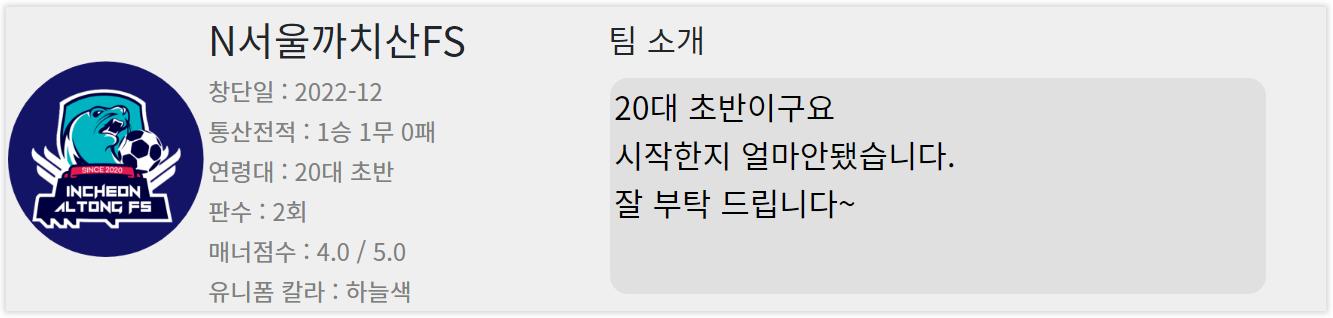 N서울까치산FS
창단일 : 2022-12
통산전적 : 1승 1무 0패
연령대 : 20대 초반
판수 : 2회
매너점수 : 4.0 / 5.0
유니폼 칼라 : 하늘색
SINCE 2020
INCHEON
ALTONG FS
팀 소개
20대 초반이구요
시작한지 얼마안됐습니다.
잘 부탁 드립니다~